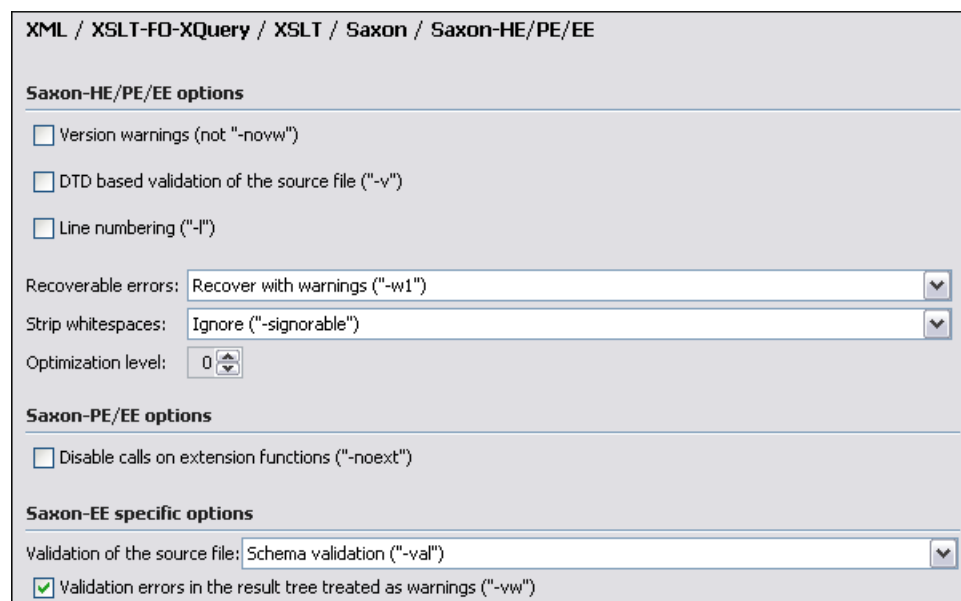 XML / XSLT-FO-XQuery / XSLT / Saxon / Saxon-HE/PE/EE
Saxon-HE/PE/EE options
Version warnings (not "-novw")
DTD based validation of the source file ("-v")
Line numbering ("-l")
Recoverable errors: Recover with warnings ("-w1")
Strip whitespaces: Ignore ("-signorable")
Optimization level: 0
Saxon-PE/EE options
Disable calls on extension functions ("-noext")
Saxon-EE specific options
Validation of the source file: Schema validation ("-val")
Validation errors in the result tree treated as warnings ("-vw")